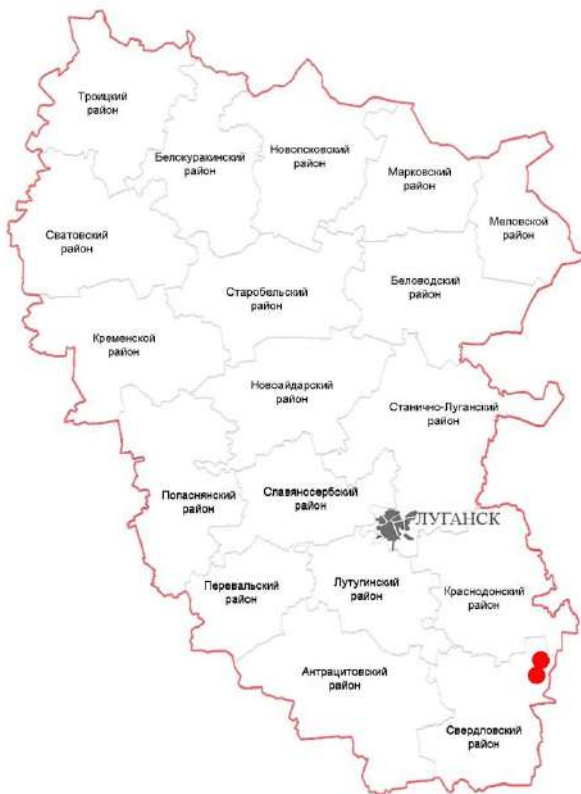 Троицкий
район
Белокуракинский
район
Новопсковский
район
Марковский
район
Меловской
район
Сватовский
район
Старобельский
район
Беловодский
район
Кременской
район
Новоайдарский
район
Станично-Луганский
район
Попаснянский
район
Славяносербский
район
ЛУГАНСК
Перевальский
район
Лутугинский
район
Краснодонский
район
Антрацитовский
район
Свердловский
район